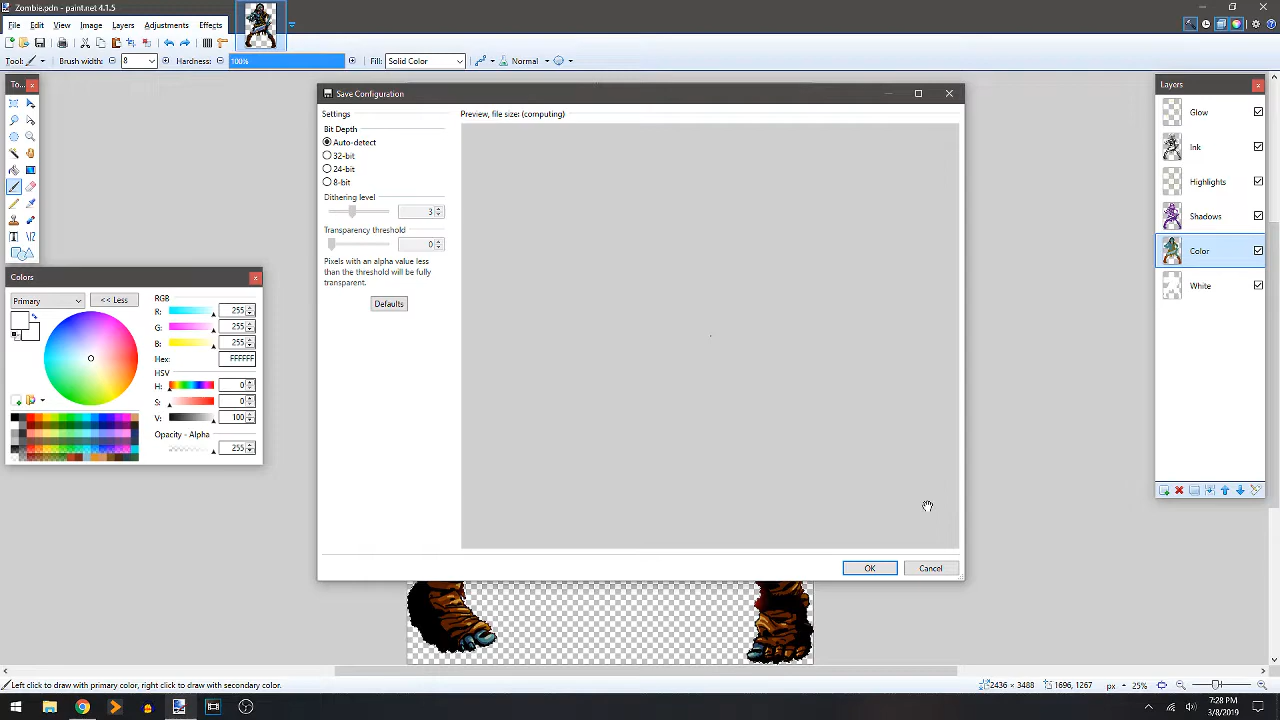 Zombie.pdn - paint.net 4.1.5
File Edit View Image Layers Adjustments Effects
Tool: Brush width: 8 Hardness: 100% Fill: Solid Color Normal
To...
Layers
Glow
Ink
Highlights
Shadows
Color
White
Save Configuration
Settings
Bit Depth
Auto-detect
32-bit
24-bit
8-bit
Dithering level
3
Transparency threshold
0
Pixels with an alpha value less
than the threshold will be fully
transparent.
Defaults
Preview, file size: (computing)
OK Cancel
Colors
Primary << Less
RGB
R: 255
G: 255
B: 255
Hex: FFFFFF
HSV
H: 0
S: 0
V: 100
Opacity - Alpha
255
Left click to draw with primary color, right click to draw with secondary color.
2436 × 3488 1696, 1267 px 25%
7:28 PM
3/8/2019